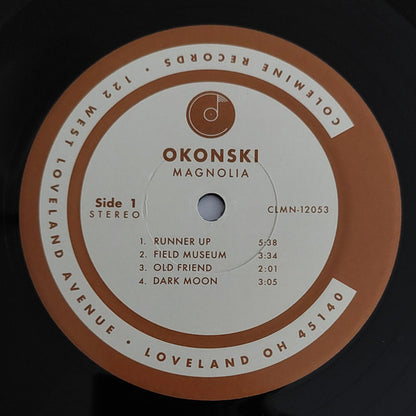 COLEMINE RECORDS • 122 WEST LOVELAND AVENUE • LOVELAND OH 45140
OKONSKI
MAGNOLIA
Side 1
STEREO
CLMN-12053
1. RUNNER UP 5:38
2. FIELD MUSEUM 3:34
3. OLD FRIEND 2:01
4. DARK MOON 3:05